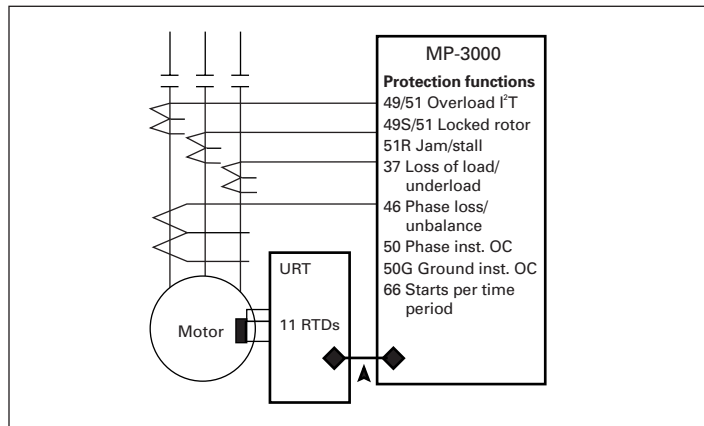 MP-3000
Protection functions
49/51 Overload I²T
49S/51 Locked rotor
51R Jam/stall
37 Loss of load/
underload
46 Phase loss/
unbalance
50 Phase inst. OC
50G Ground inst. OC
66 Starts per time
period
URT
11 RTDs
Motor